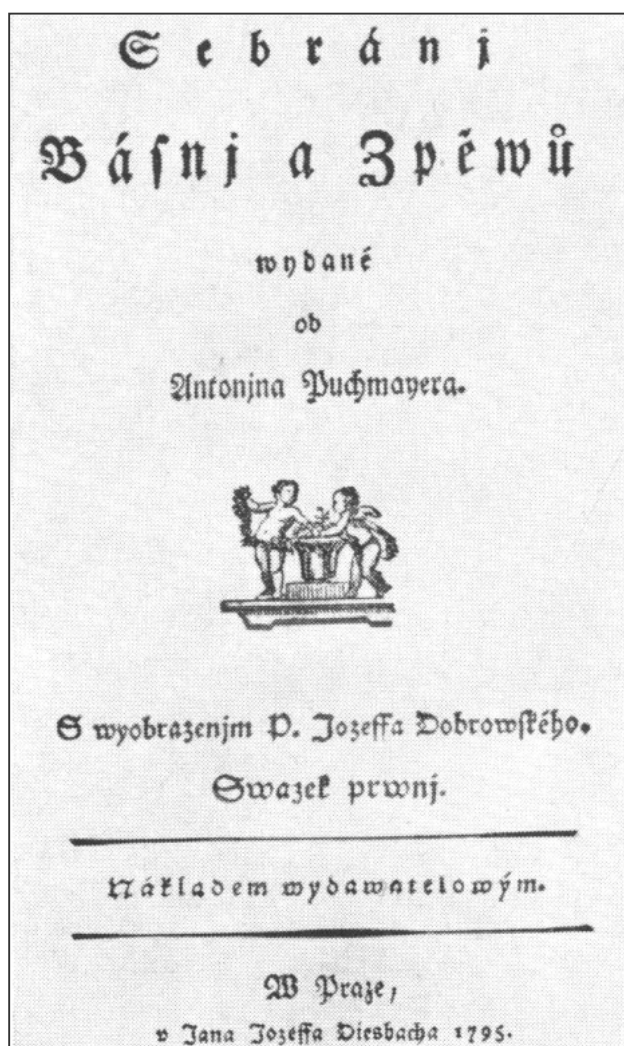 Sebránj
Báſnj a Zpěwů
wydané
od
Antonjna Puchmayera.
S wyobrazenjm P. Jozeffa Dobrowſkého.
Swazek prwnj.
Nákladem wydawatelowým.
W Praze,
v Jana Jozeffa Diesbacha 1795.